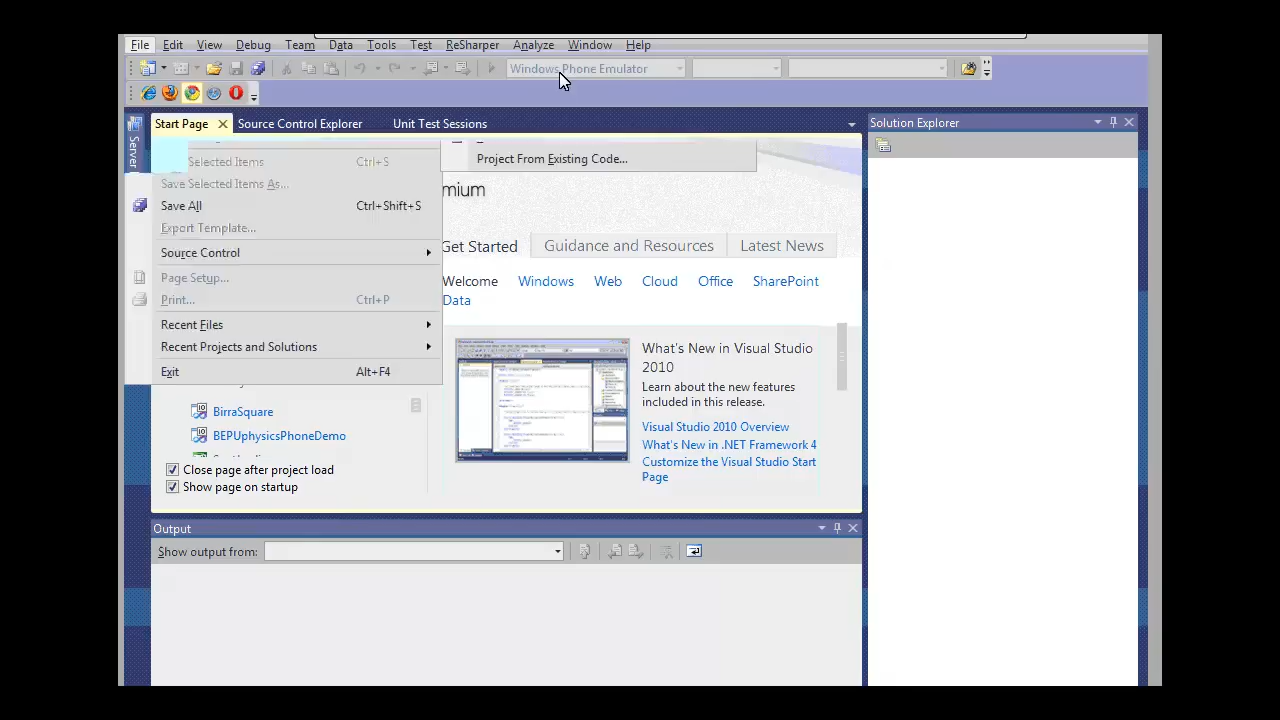 File Edit View Debug Team Data Tools Test ReSharper Analyze Window Help
Windows Phone Emulator
Start Page Source Control Explorer Unit Test Sessions
Solution Explorer
Server
Selected Items Ctrl+S
Save Selected Items As...
Save All Ctrl+Shift+S
Export Template...
Source Control
Page Setup...
Print... Ctrl+P
Recent Files
Recent Projects and Solutions
Exit Alt+F4
Project From Existing Code...
mium
Get Started Guidance and Resources Latest News
Welcome Windows Web Cloud Office SharePoint
Data
What's New in Visual Studio
2010
Learn about the new features
included in this release.
Visual Studio 2010 Overview
What's New in .NET Framework 4
Customize the Visual Studio Start
Page
BirraSquare
BEPUphysicsPhoneDemo
Close page after project load
Show page on startup
Output
Show output from: